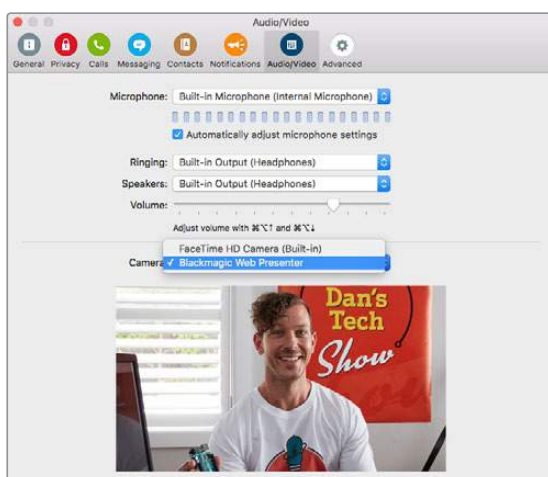 Audio/Video
General Privacy Calls Messaging Contacts Notifications Audio/Video Advanced
Microphone: Built-in Microphone (Internal Microphone)
Automatically adjust microphone settings
Ringing: Built-in Output (Headphones)
Speakers: Built-in Output (Headphones)
Volume:
Adjust volume with ⌘⌥↑ and ⌘⌥↓
FaceTime HD Camera (Built-in)
Camera ✓ Blackmagic Web Presenter
Dan's
Tech
Show